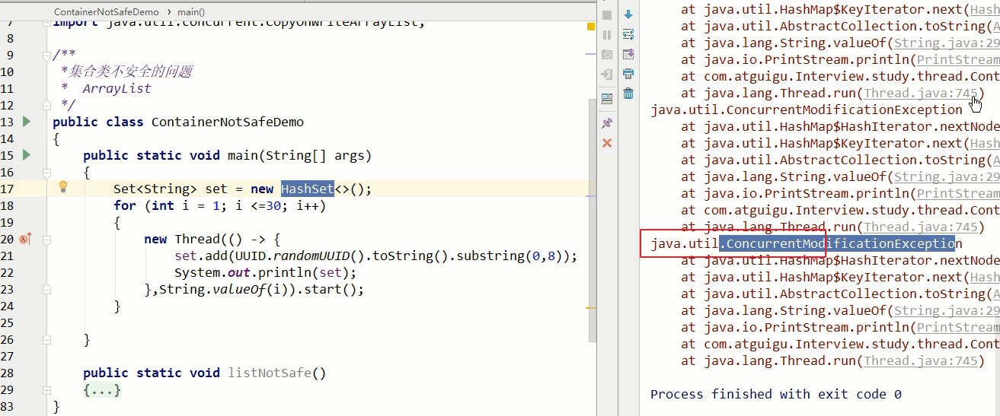 ContainerNotSafeDemo > main()
7 import java.util.concurrent.CopyOnWriteArrayList;
8
9 /**
10 *集合类不安全的问题
11 * ArrayList
12 */
13 public class ContainerNotSafeDemo
14 {
15 public static void main(String[] args)
16 {
17 Set<String> set = new HashSet<>();
18 for (int i = 1; i <=30; i++)
19 {
20 new Thread(() -> {
21 set.add(UUID.randomUUID().toString().substring(0,8));
22 System.out.println(set);
23 },String.valueOf(i)).start();
24 }
25
26 }
27
28 public static void listNotSafe()
29 {...}
83 }
at java.util.HashMap$KeyIterator.next(Hash
at java.util.AbstractCollection.toString(A
at java.lang.String.valueOf(String.java:29
at java.io.PrintStream.println(PrintStream
at com.atguigu.Interview.study.thread.Cont
at java.lang.Thread.run(Thread.java:745)
java.util.ConcurrentModificationException
at java.util.HashMap$HashIterator.nextNode
at java.util.HashMap$KeyIterator.next(Hash
at java.util.AbstractCollection.toString(A
at java.lang.String.valueOf(String.java:29
at java.io.PrintStream.println(PrintStream
at com.atguigu.Interview.study.thread.Cont
at java.lang.Thread.run(Thread.java:745)
java.util.ConcurrentModificationException
at java.util.HashMap$HashIterator.nextNode
at java.util.HashMap$KeyIterator.next(Hash
at java.util.AbstractCollection.toString(A
at java.lang.String.valueOf(String.java:29
at java.io.PrintStream.println(PrintStream
at com.atguigu.Interview.study.thread.Cont
at java.lang.Thread.run(Thread.java:745)
Process finished with exit code 0